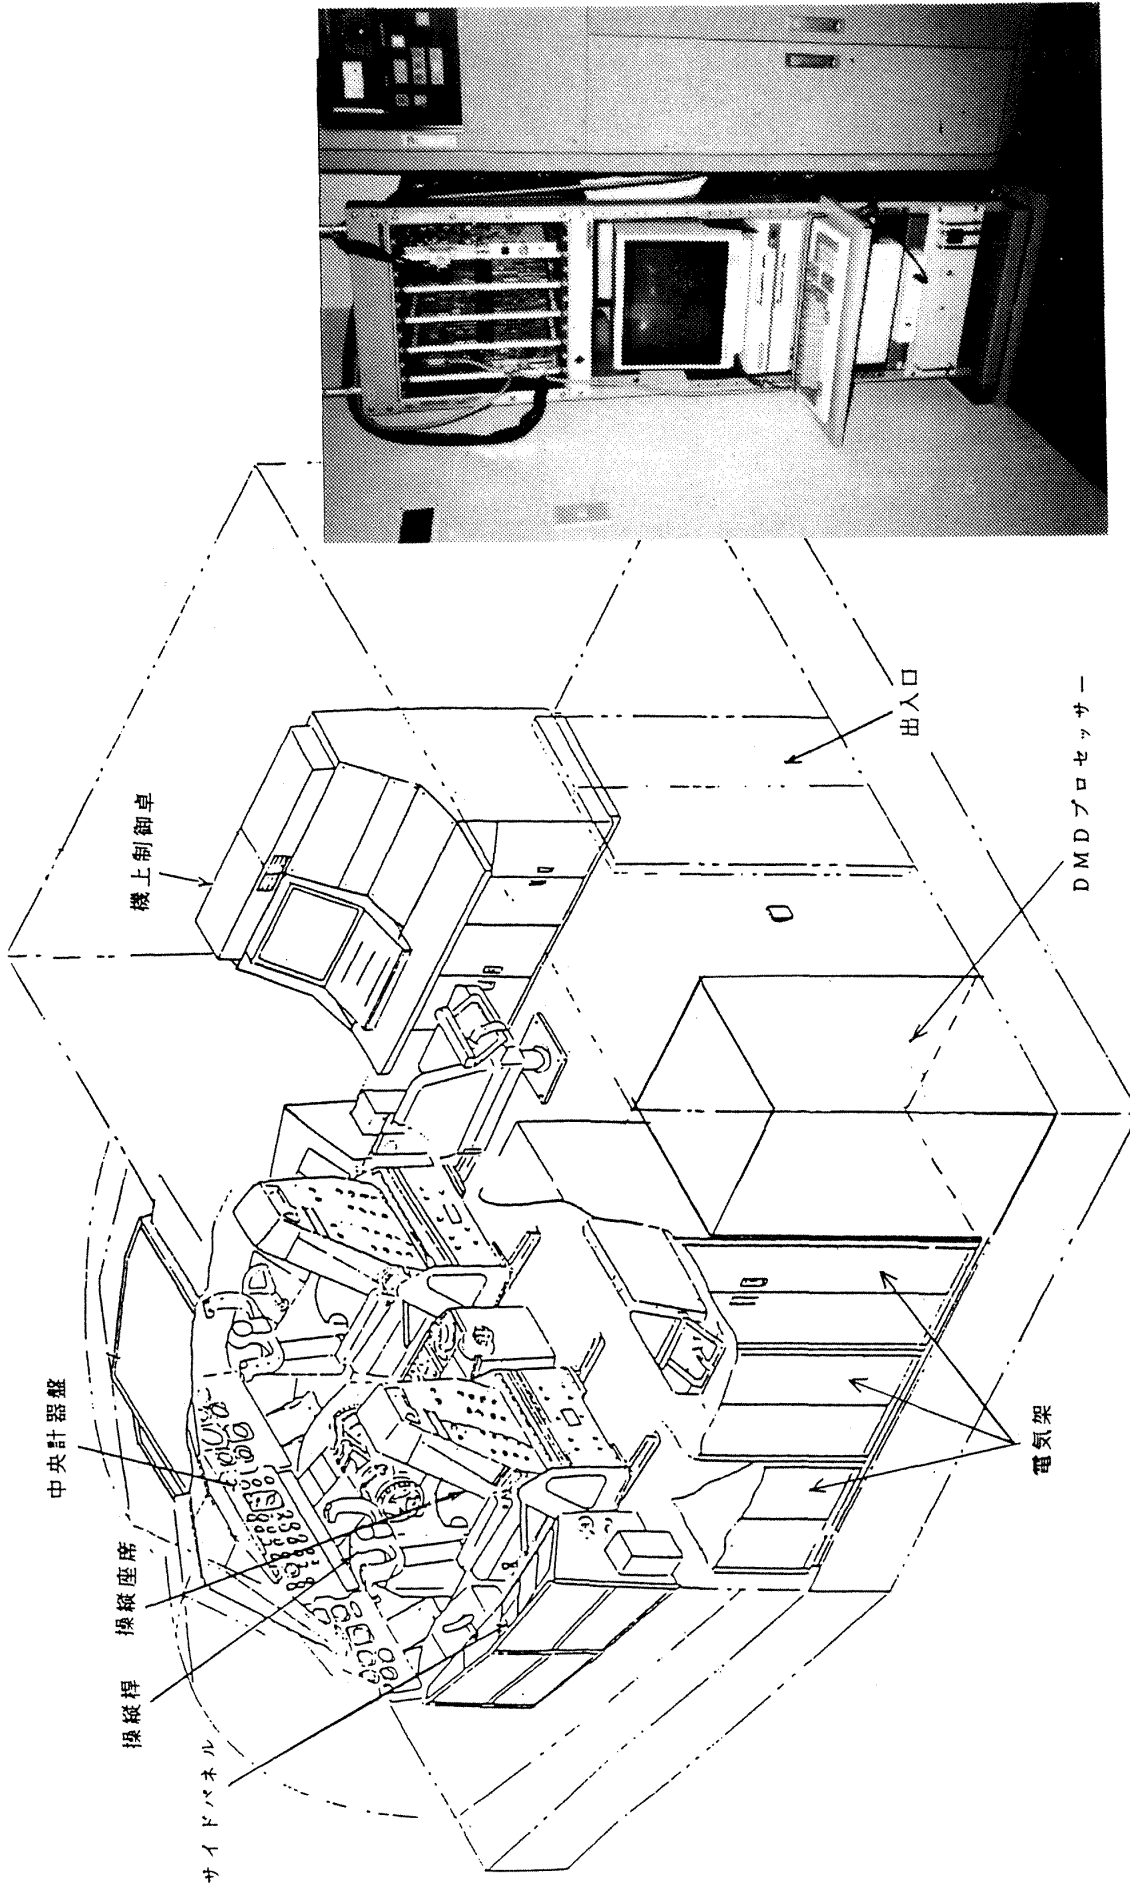 サイドパネル
操縦桿
操縦座席
中央計器盤
機上制御卓
電気架
DMDプロセッサー
出入口